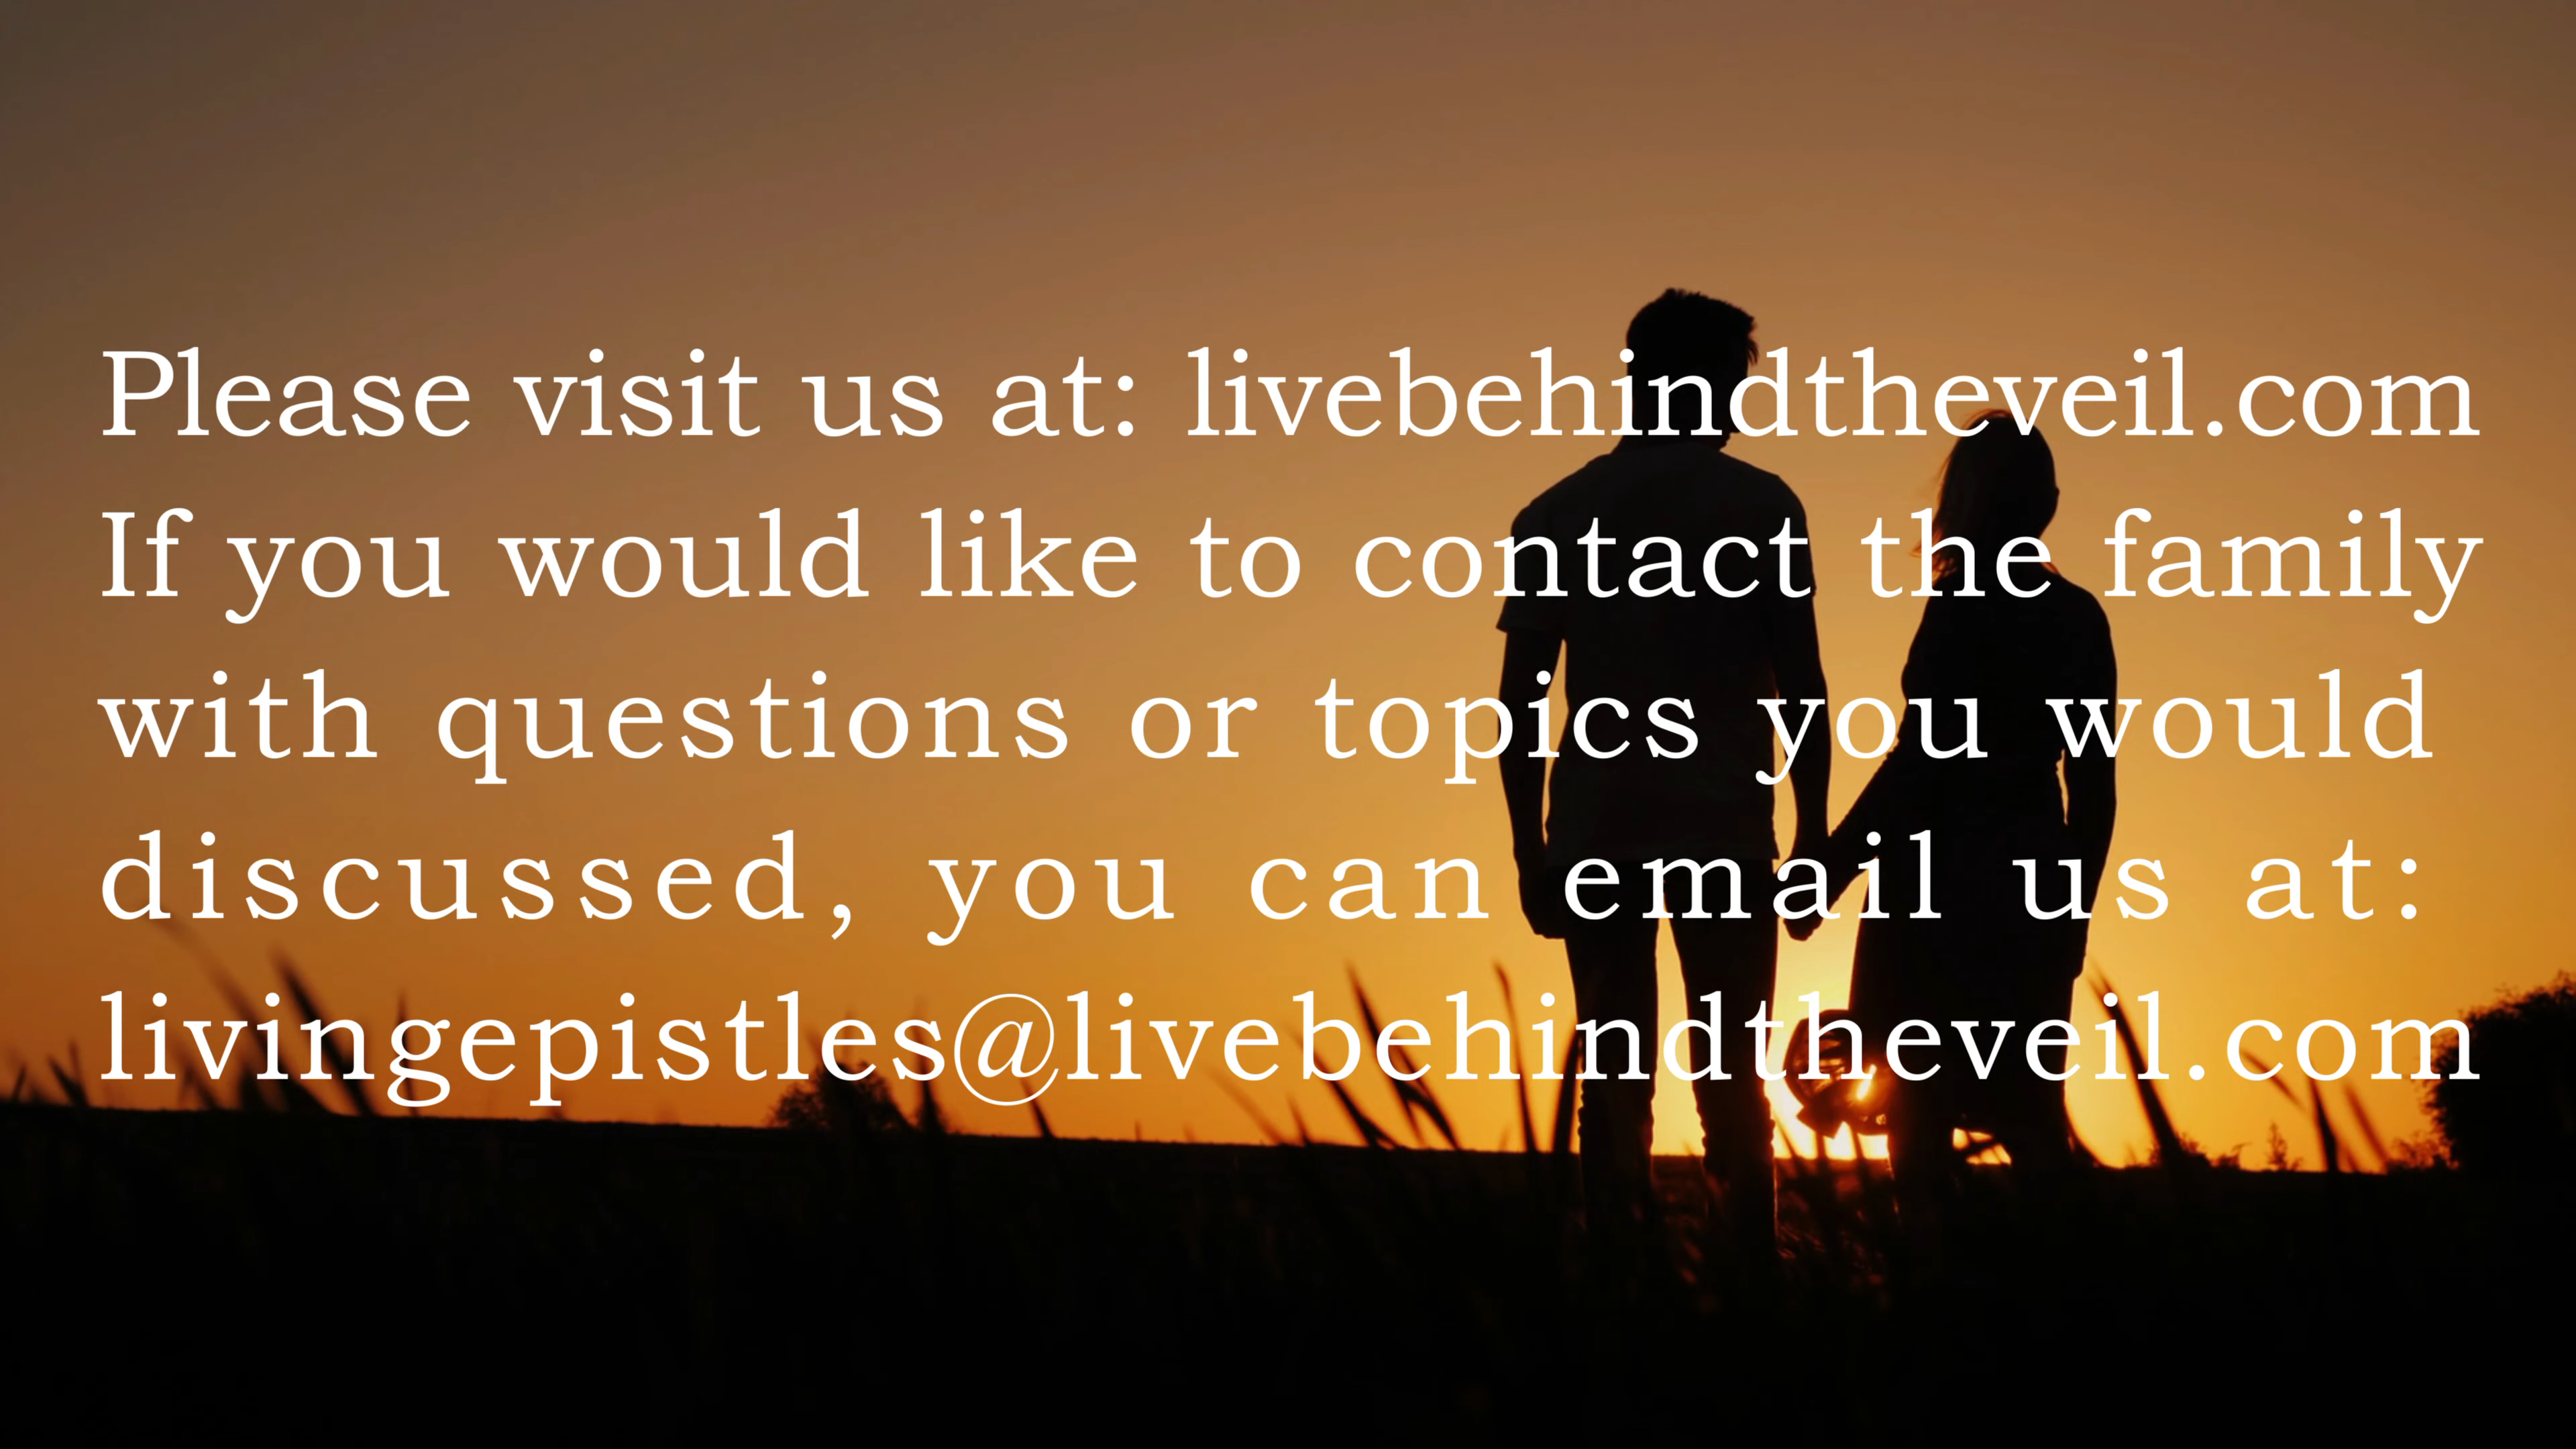 Please visit us at: livebehindtheveil.com
If you would like to contact the family
with questions or topics you would
discussed, you can email us at:
livingepistles@livebehindtheveil.com